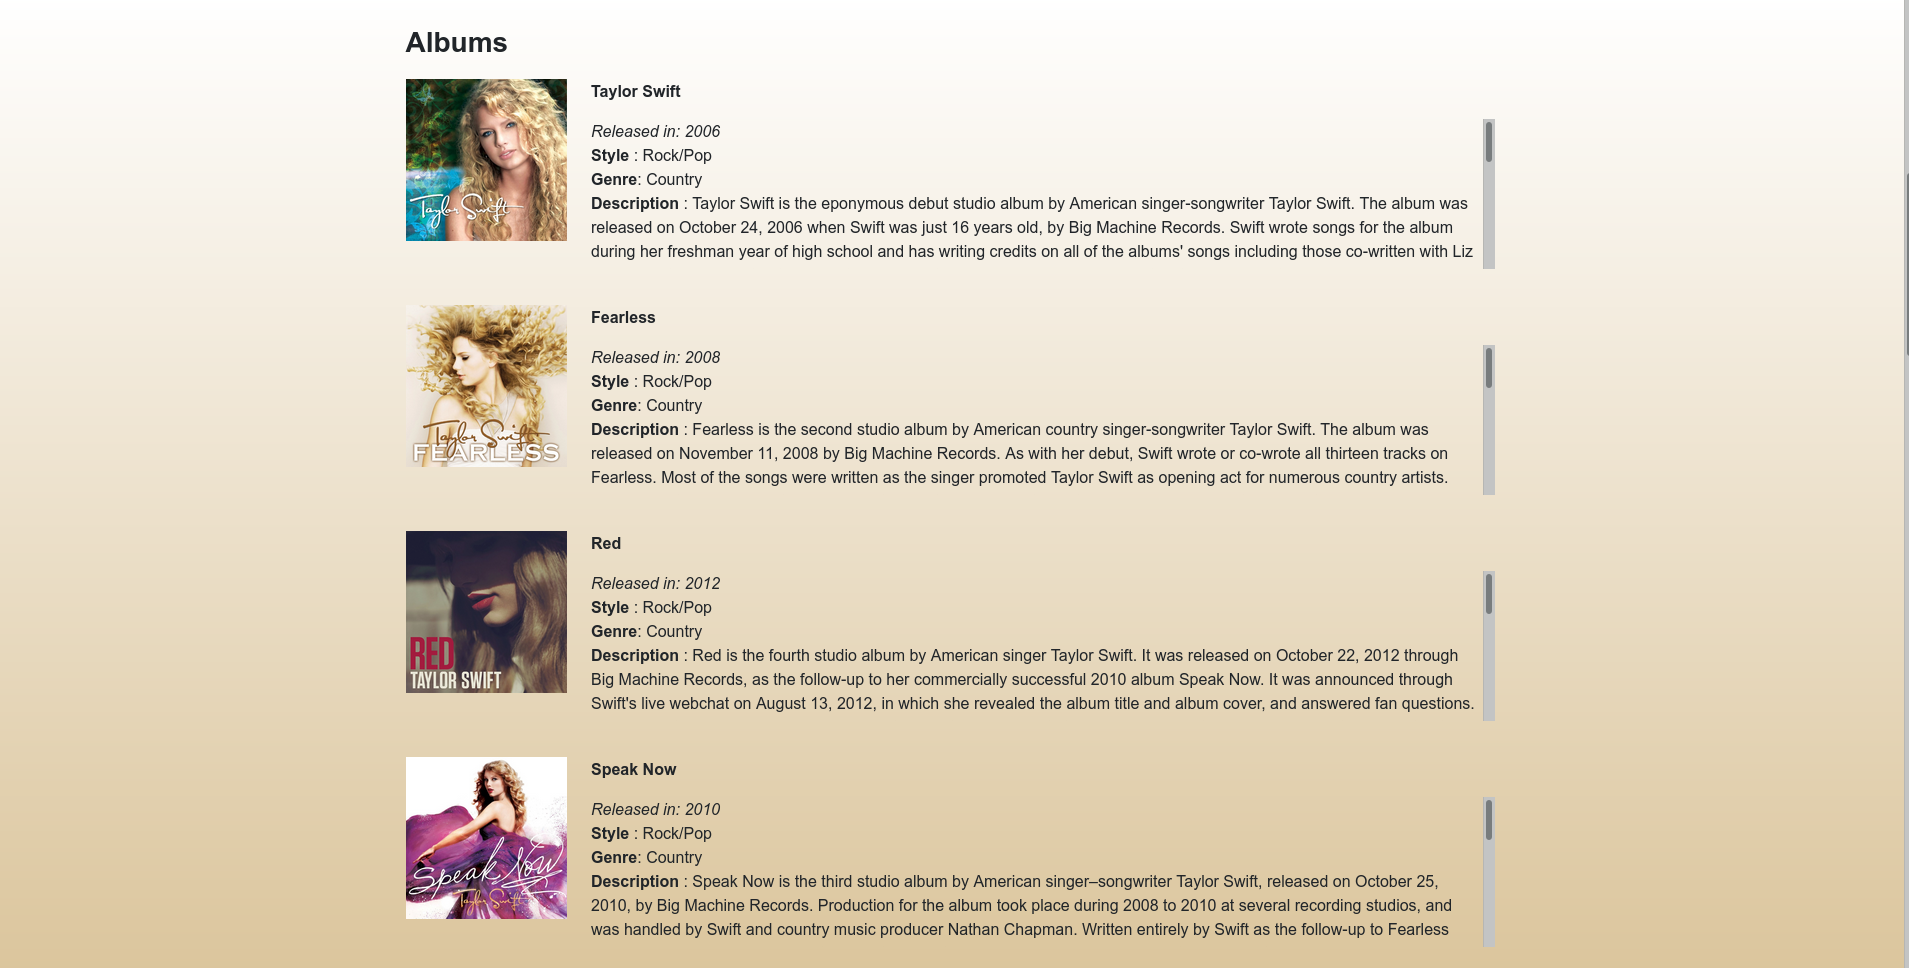 Albums
Taylor Swift
Taylor Swift
Released in: 2006
Style : Rock/Pop
Genre: Country
Description : Taylor Swift is the eponymous debut studio album by American singer-songwriter Taylor Swift. The album was
released on October 24, 2006 when Swift was just 16 years old, by Big Machine Records. Swift wrote songs for the album
during her freshman year of high school and has writing credits on all of the albums' songs including those co-written with Liz
Taylor Swift
FEARLESS
Fearless
Released in: 2008
Style : Rock/Pop
Genre: Country
Description : Fearless is the second studio album by American country singer-songwriter Taylor Swift. The album was
released on November 11, 2008 by Big Machine Records. As with her debut, Swift wrote or co-wrote all thirteen tracks on
Fearless. Most of the songs were written as the singer promoted Taylor Swift as opening act for numerous country artists.
RED
TAYLOR SWIFT
Red
Released in: 2012
Style : Rock/Pop
Genre: Country
Description : Red is the fourth studio album by American singer Taylor Swift. It was released on October 22, 2012 through
Big Machine Records, as the follow-up to her commercially successful 2010 album Speak Now. It was announced through
Swift's live webchat on August 13, 2012, in which she revealed the album title and album cover, and answered fan questions.
Speak Now
Taylor Swift
Speak Now
Released in: 2010
Style : Rock/Pop
Genre: Country
Description : Speak Now is the third studio album by American singer–songwriter Taylor Swift, released on October 25,
2010, by Big Machine Records. Production for the album took place during 2008 to 2010 at several recording studios, and
was handled by Swift and country music producer Nathan Chapman. Written entirely by Swift as the follow-up to Fearless